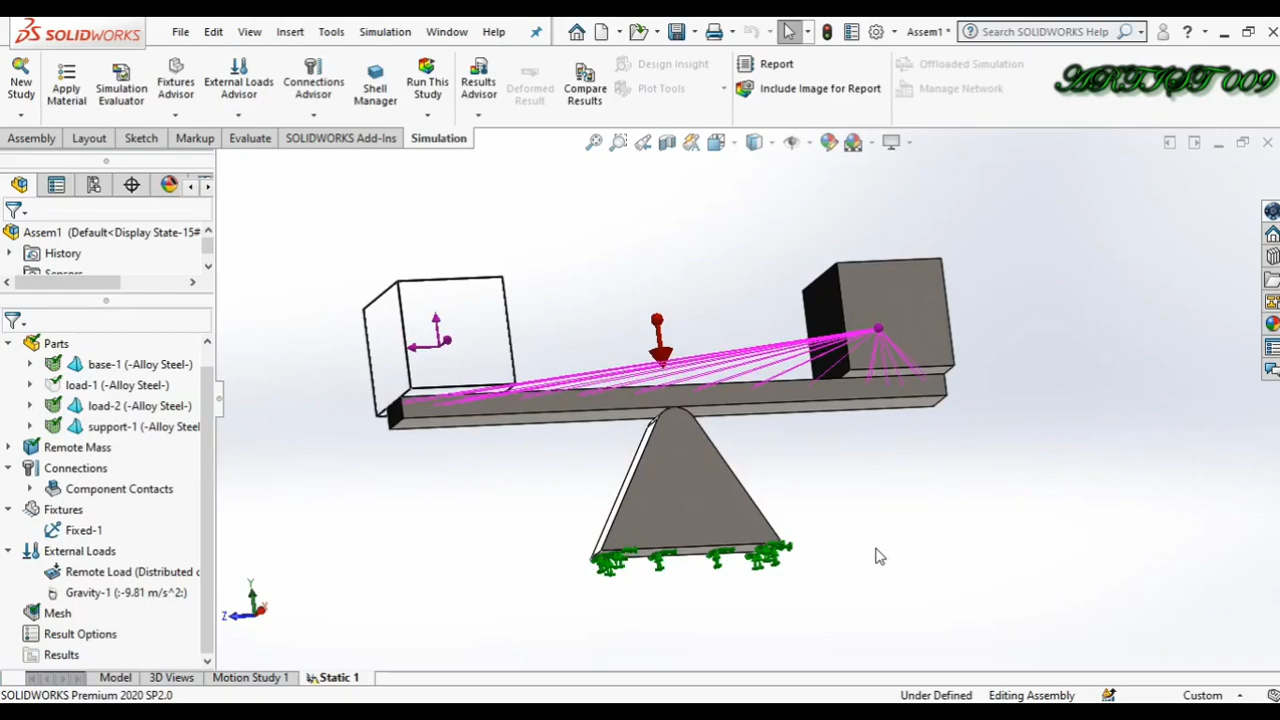 SOLIDWORKS File Edit View Insert Tools Simulation Window Help Assem1 * Search SOLIDWORKS Help ?
New Study
Apply Material
Simulation Evaluator
Fixtures Advisor
External Loads Advisor
Connections Advisor
Shell Manager
Run This Study
Results Advisor
Deformed Result
Compare Results
Design Insight
Plot Tools
Report
Include Image for Report
Offloaded Simulation
Manage Network
ARTIST 009
Assembly Layout Sketch Markup Evaluate SOLIDWORKS Add-Ins Simulation
Assem1 (Default<Display State-15#
History
Sensors
Parts
base-1 (-Alloy Steel-)
load-1 (-Alloy Steel-)
load-2 (-Alloy Steel-)
support-1 (-Alloy Steel
Remote Mass
Connections
Component Contacts
Fixtures
Fixed-1
External Loads
Remote Load (Distributed c
Gravity-1 (:-9.81 m/s^2:)
Mesh
Result Options
Results
Y
Z
X
Model 3D Views Motion Study 1 Static 1
SOLIDWORKS Premium 2020 SP2.0 Under Defined Editing Assembly Custom